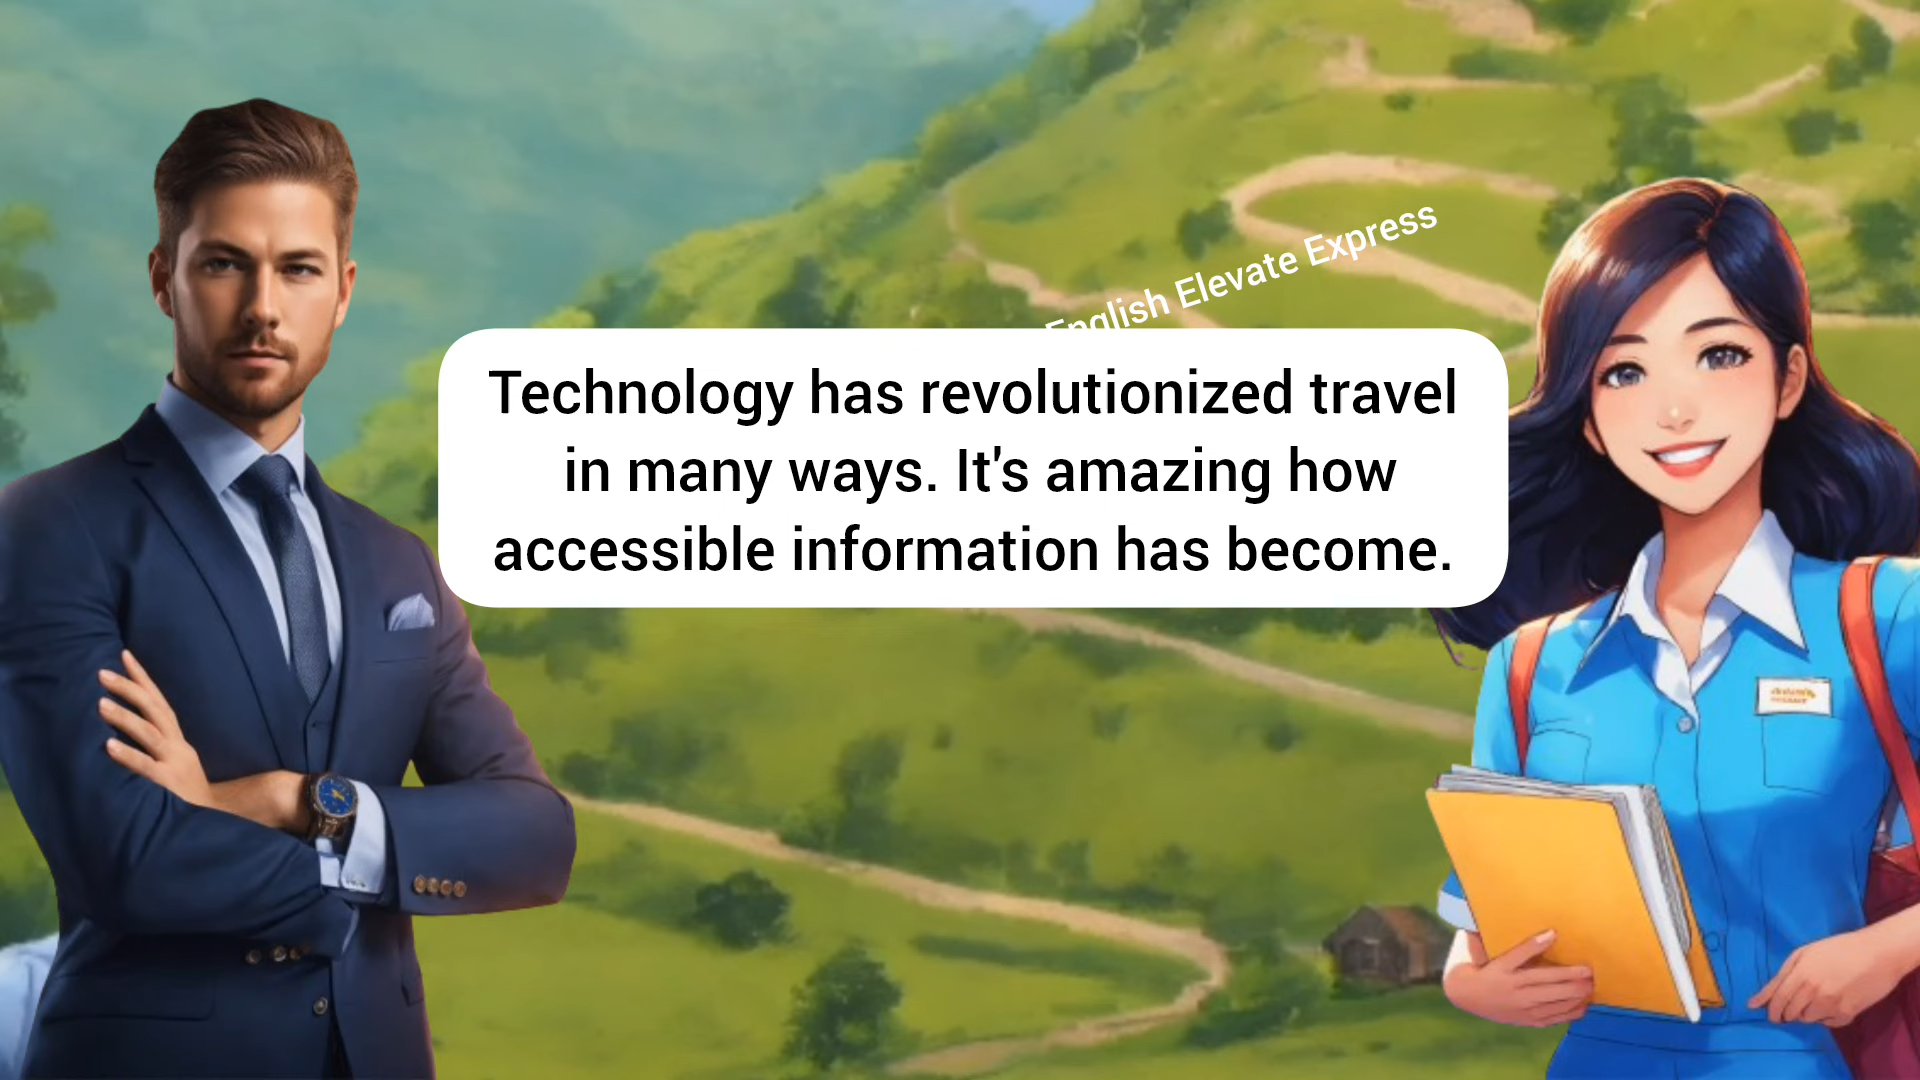 English Elevate Express
Technology has revolutionized travel
in many ways. It's amazing how
accessible information has become.